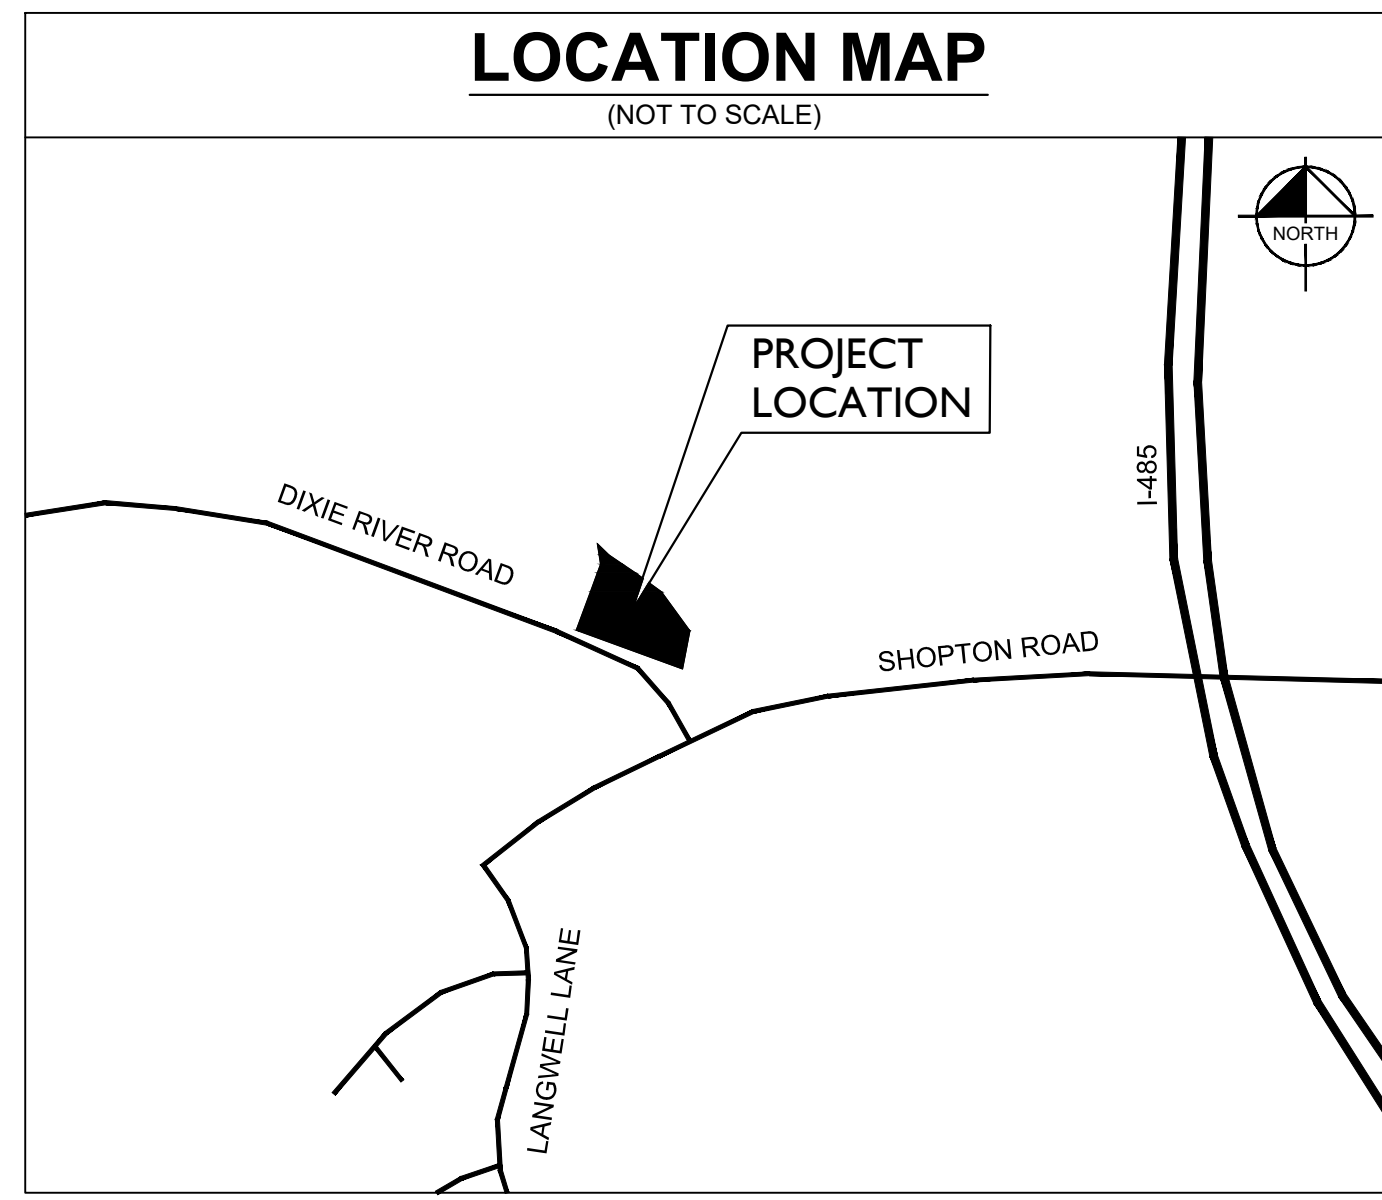 LOCATION MAP
(NOT TO SCALE)
NORTH
PROJECT
LOCATION
I-485
DIXIE RIVER ROAD
SHOPTON ROAD
LANGWELL LANE